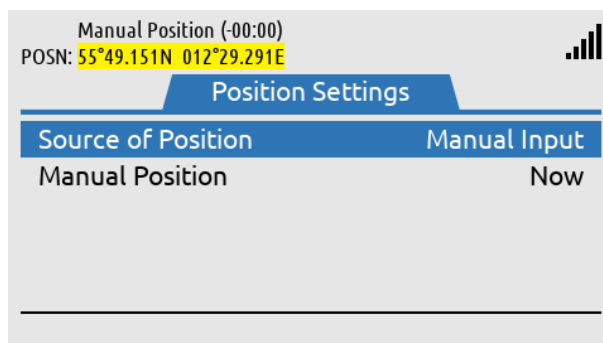 Manual Position (-00:00)
POSN: 55°49.151N 012°29.291E
Position Settings
Source of Position Manual Input
Manual Position Now